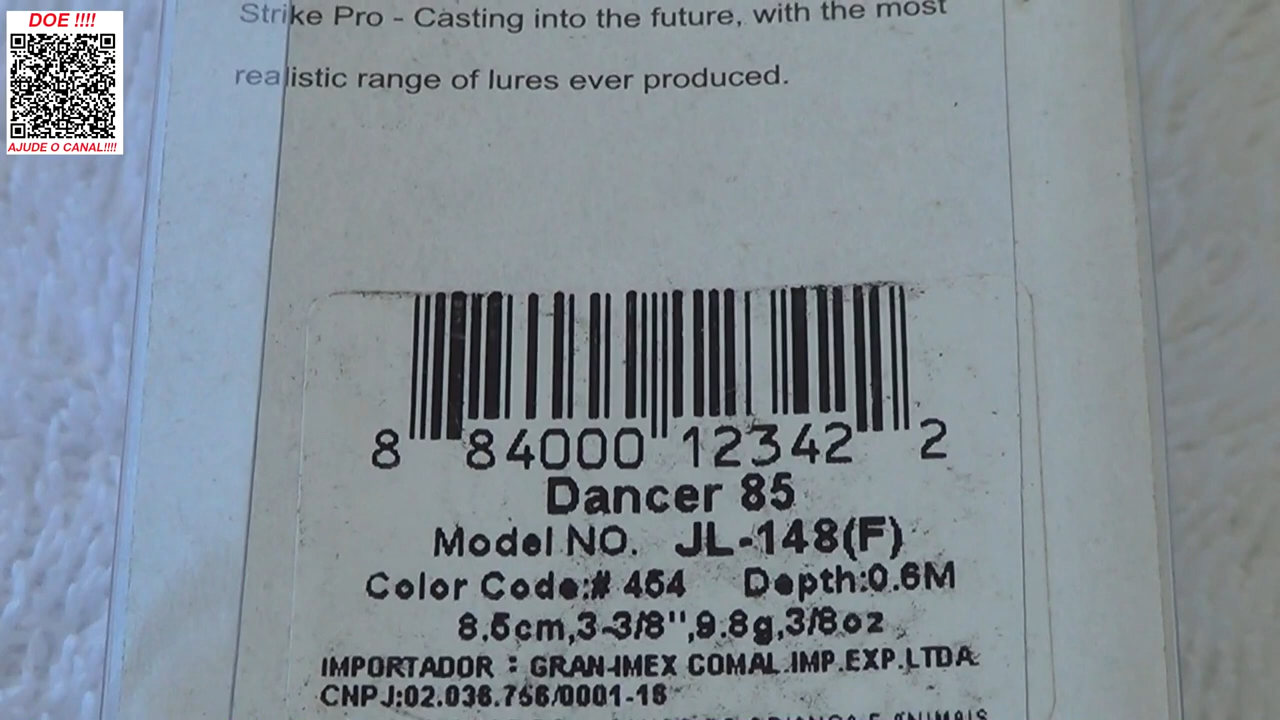 DOE !!!!
AJUDE O CANAL!!!!
Strike Pro - Casting into the future, with the most
realistic range of lures ever produced.
8 84000 12342 2
Dancer 85
Model NO. JL-148(F)
Color Code:# 464 Depth:0.6M
8.5cm,3-3/8",9.8g,3/8oz
IMPORTADOR : GRAN-IMEX COMAL.IMP.EXP.LTDA
CNPJ:02.036.756/0001-16
E ANIMAIS